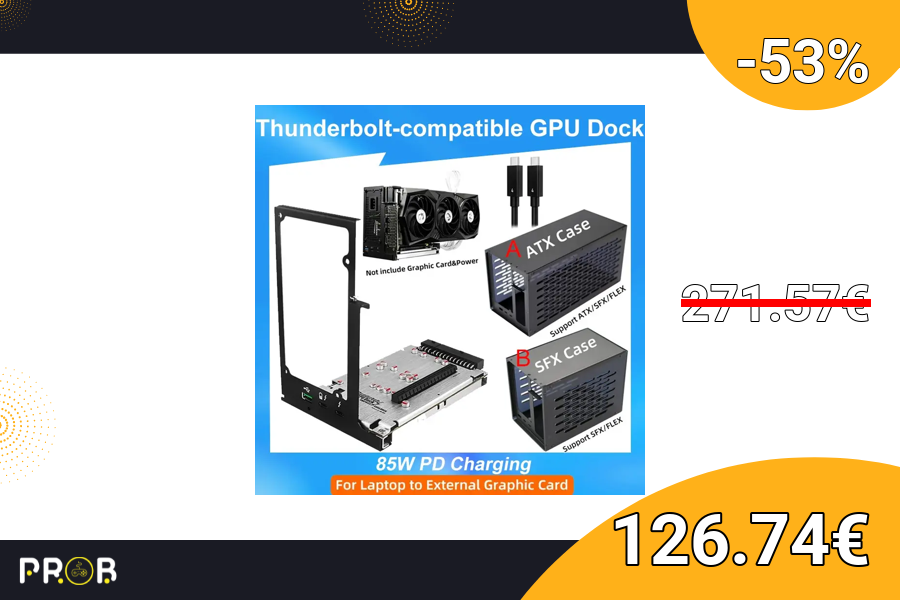 -53%
Thunderbolt-compatible GPU Dock
Not include Graphic Card&Power
A
ATX Case
Support ATX/SFX/FLEX
271.57€
B
SFX Case
Support SFX/FLEX
85W PD Charging
For Laptop to External Graphic Card
126.74€
PROB